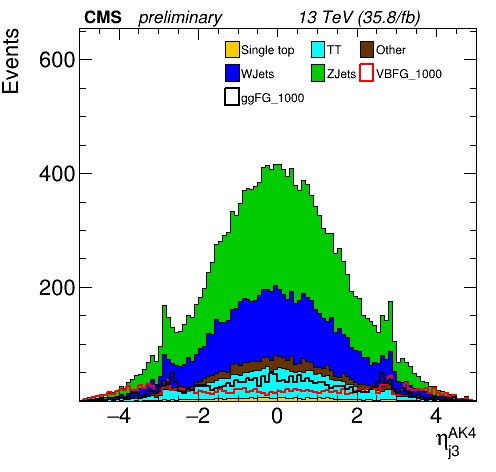 CMS preliminary 13 TeV (35.8/fb)
Events
Single top TT Other
WJets ZJets VBFG_1000
ggFG_1000
600
400
200
−4 −2 0 2 4
η_{j3}^{AK4}